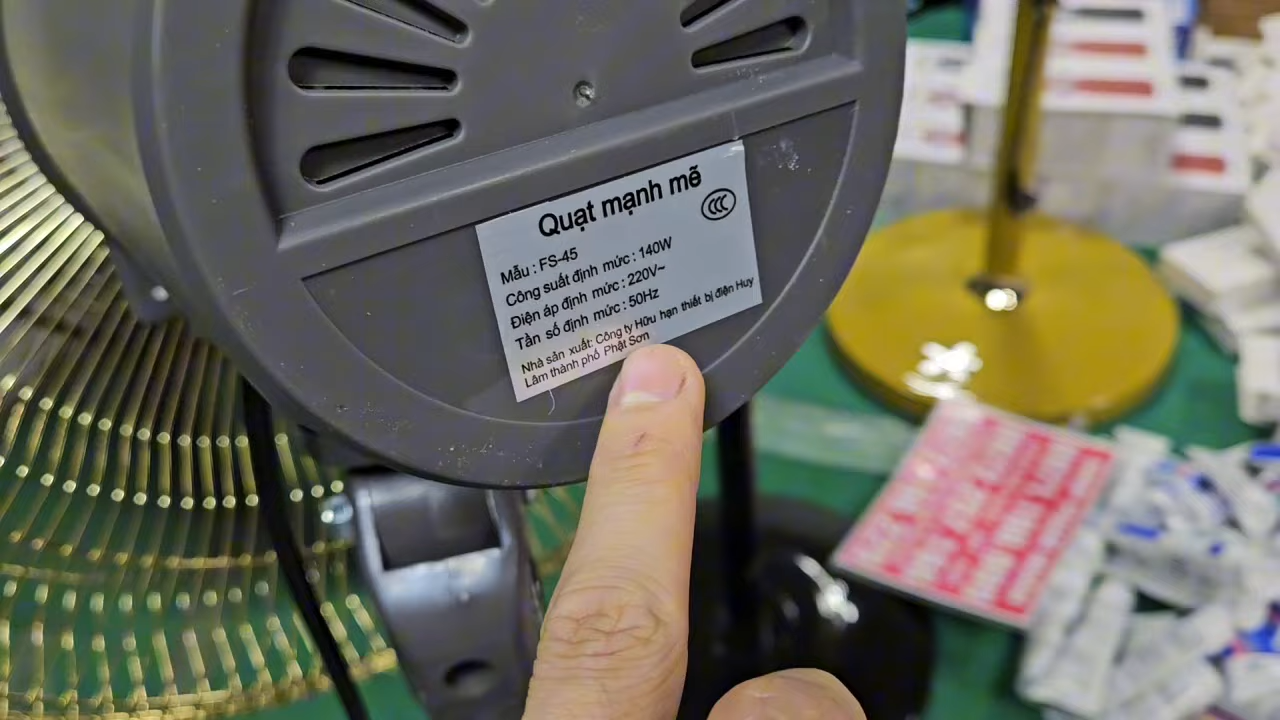 Quạt mạnh mẽ
CCC
Mẫu : FS-45
Công suất định mức : 140W
Điện áp định mức : 220V~
Tần số định mức : 50Hz
Nhà sản xuất: Công ty Hữu hạn thiết bị điện Huy
Lâm thành phố Phật Sơn